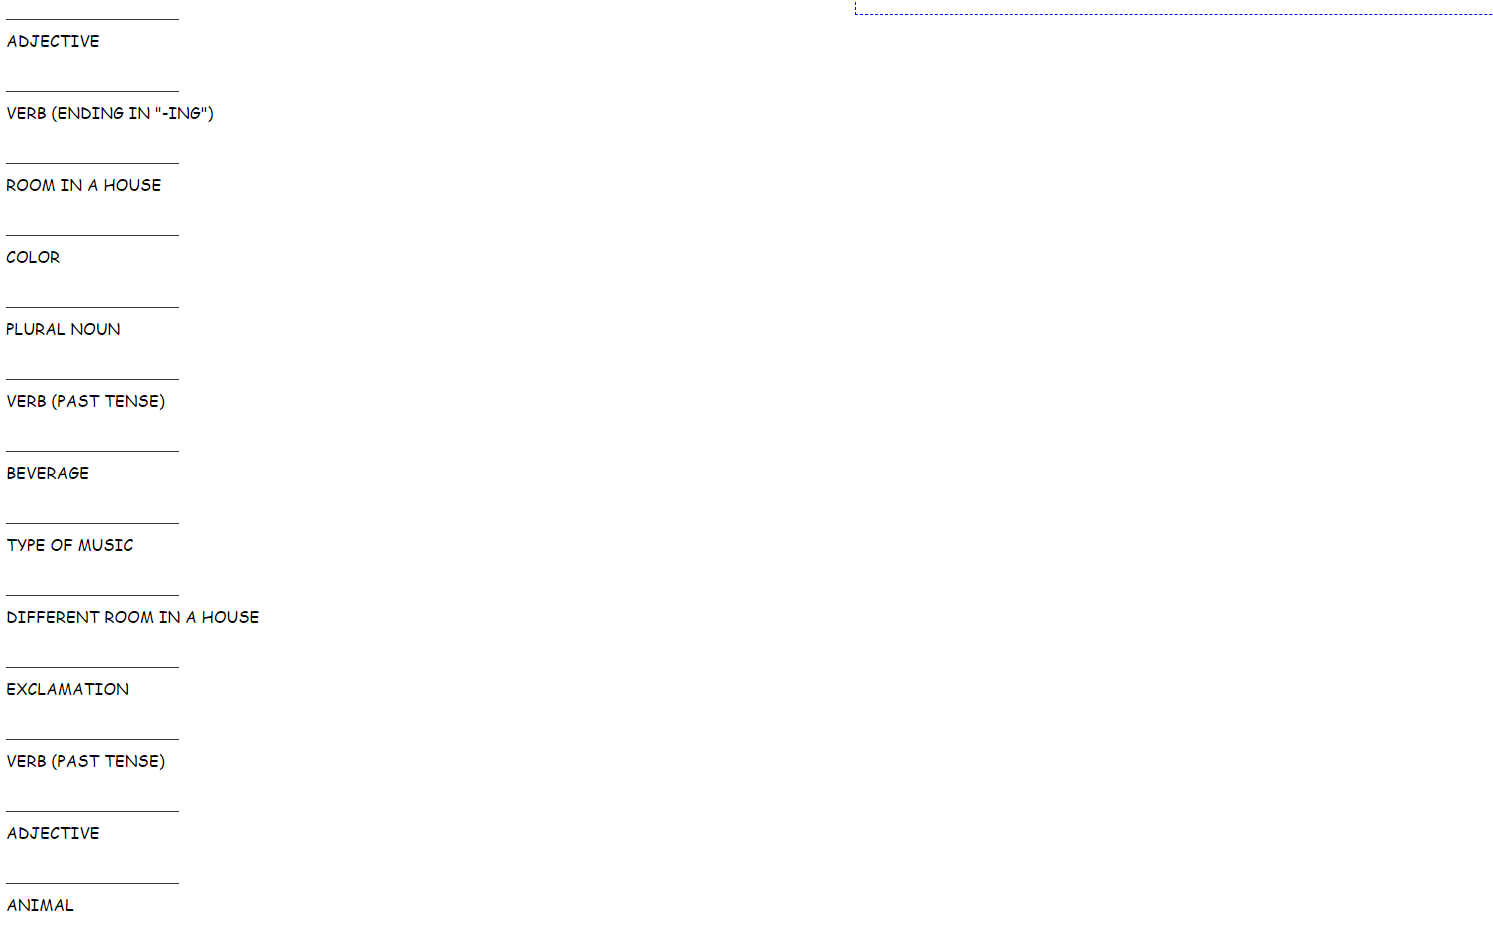 ADJECTIVE
VERB (ENDING IN "-ING")
ROOM IN A HOUSE
COLOR
PLURAL NOUN
VERB (PAST TENSE)
BEVERAGE
TYPE OF MUSIC
DIFFERENT ROOM IN A HOUSE
EXCLAMATION
VERB (PAST TENSE)
ADJECTIVE
ANIMAL